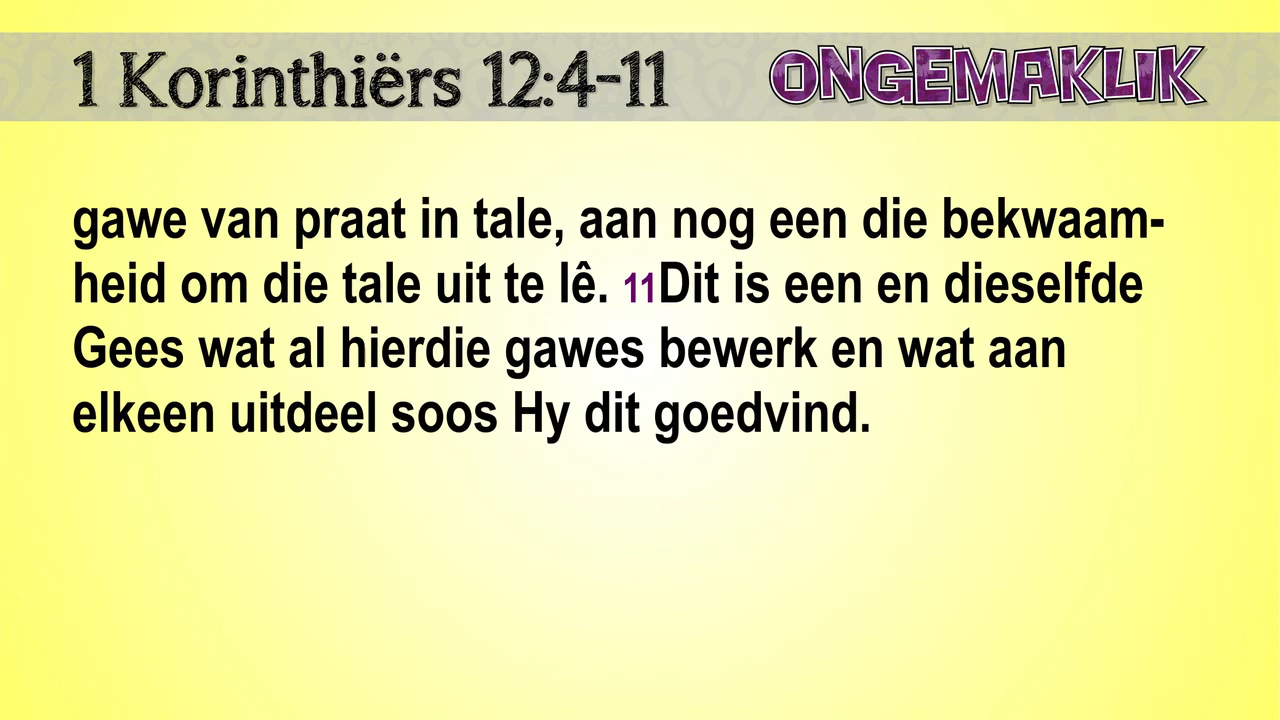 1 Korinthiërs 12:4-11 ONGEMAKLIK
gawe van praat in tale, aan nog een die bekwaam-
heid om die tale uit te lê. 11Dit is een en dieselfde
Gees wat al hierdie gawes bewerk en wat aan
elkeen uitdeel soos Hy dit goedvind.